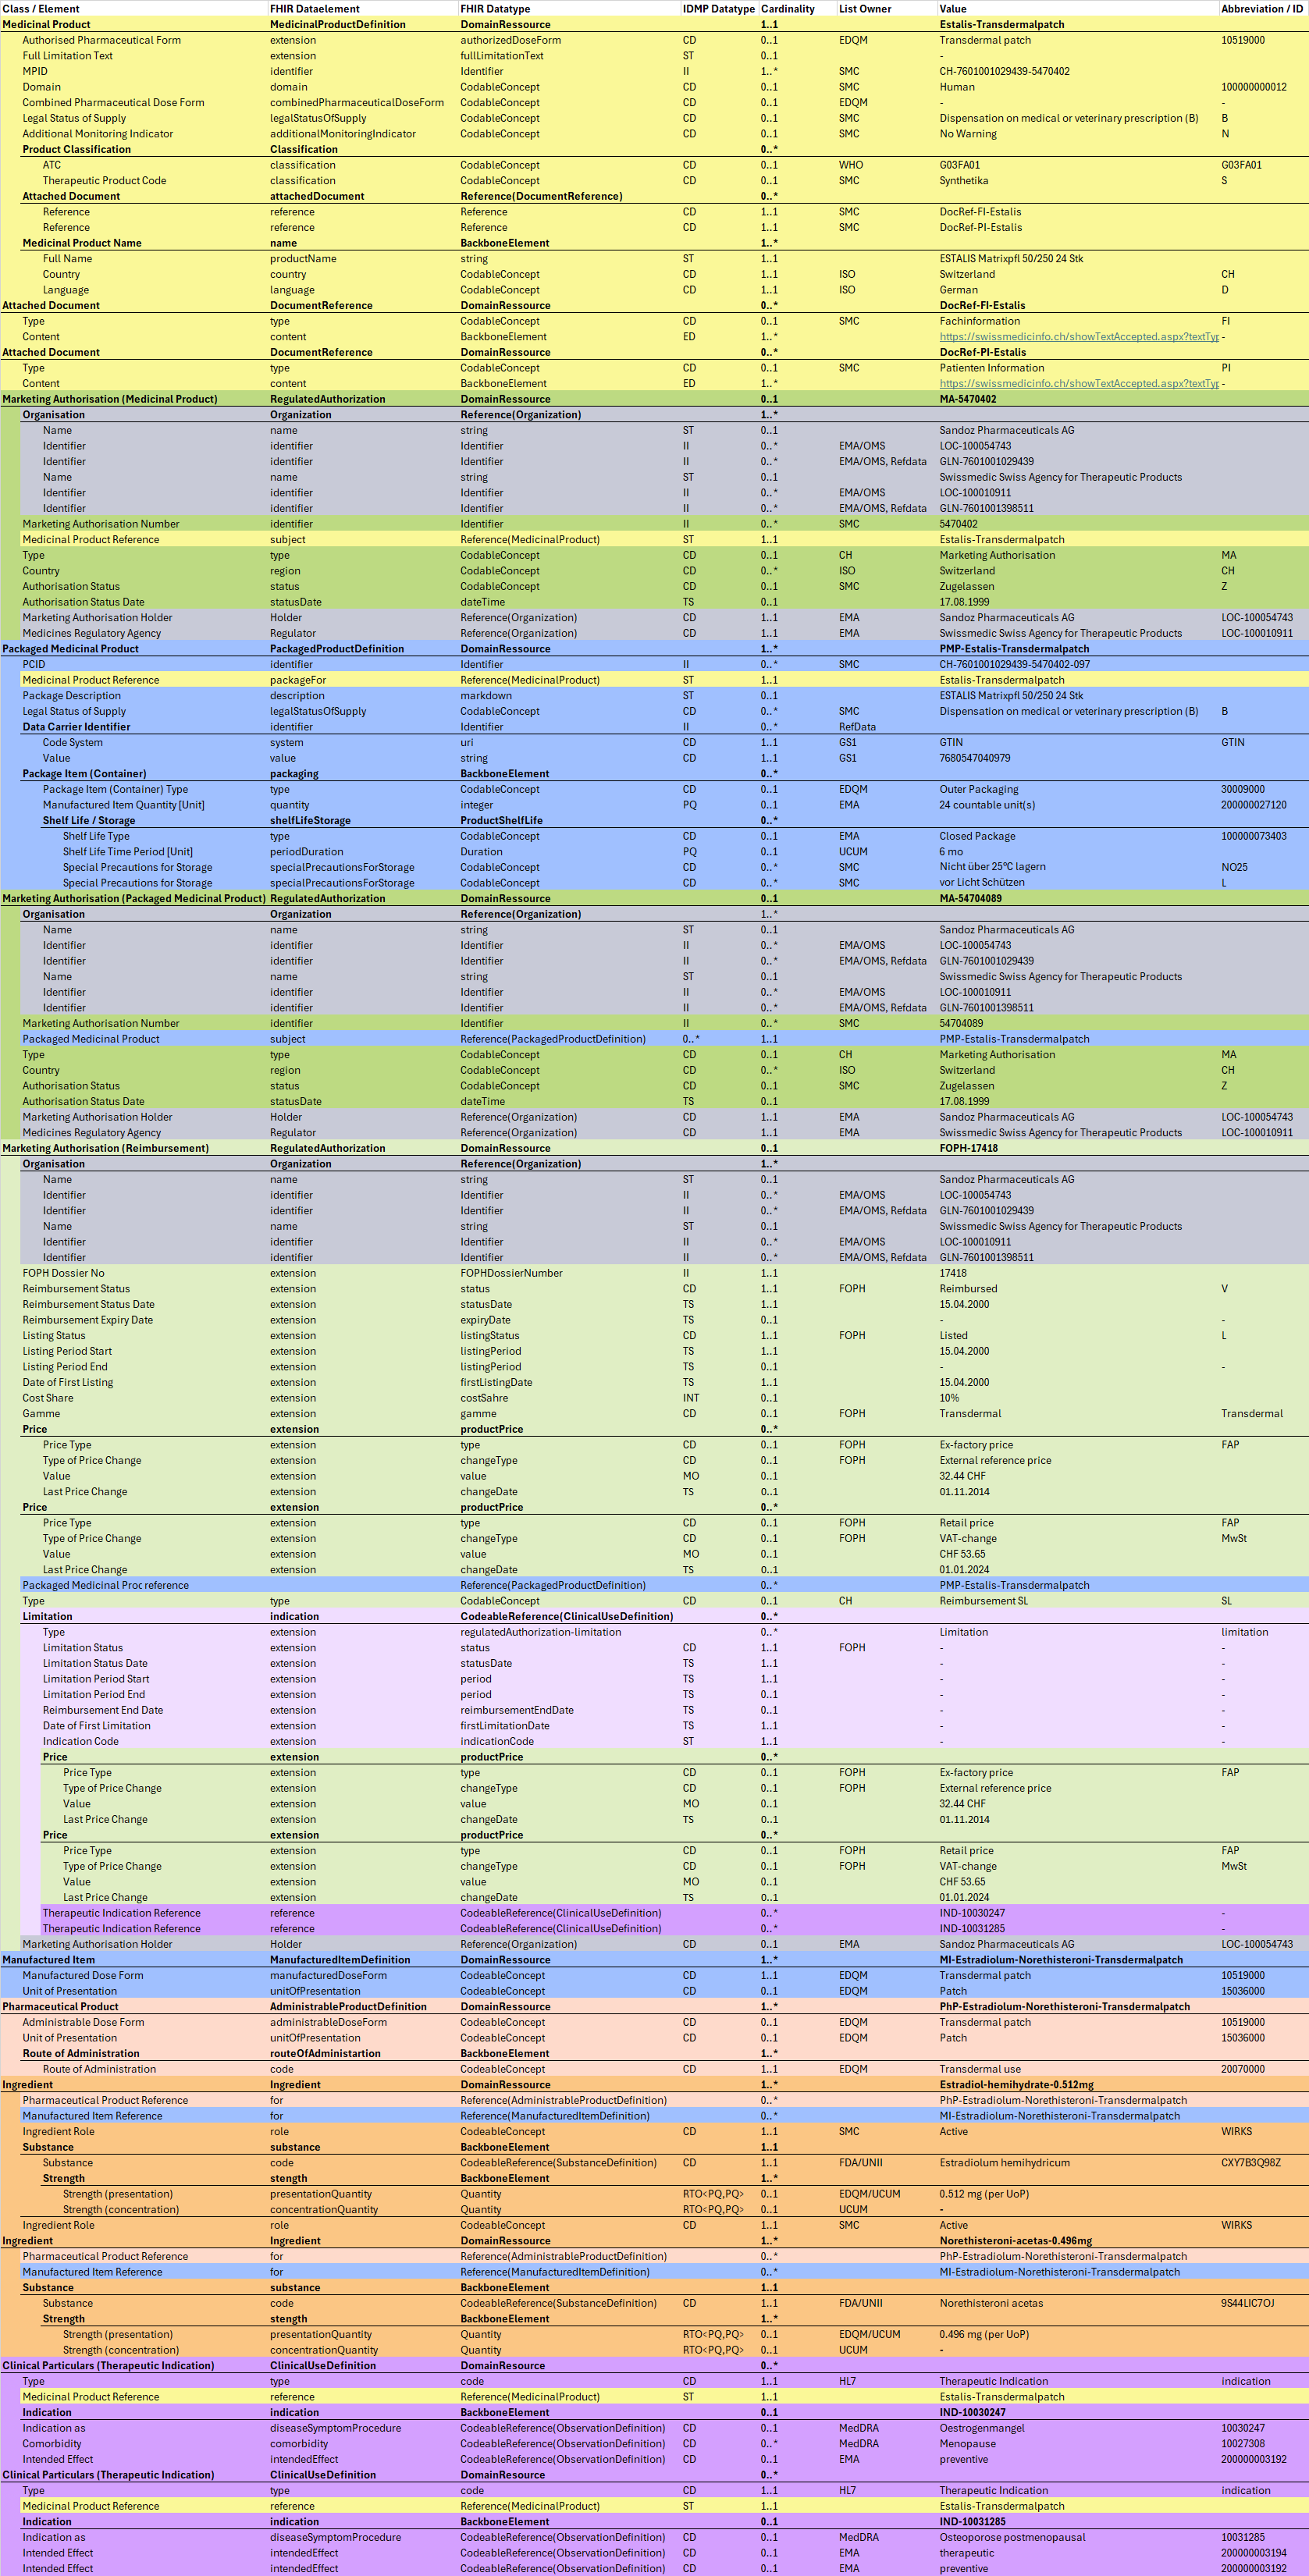 Class / Element FHIR Dataelement FHIR Datatype IDMP Datatype Cardinality List Owner Value Abbreviation / ID
Medicinal Product MedicinalProductDefinition DomainRessource 1..1 Estalis-Transdermalpatch
Authorised Pharmaceutical Form extension authorizedDoseForm CD 0..1 EDQM Transdermal patch 10519000
Full Limitation Text extension fullLimitationText ST 0..1 -
MPID identifier Identifier II 1..* SMC CH-7601001029439-5470402
Domain domain CodableConcept CD 0..1 SMC Human 100000000012
Combined Pharmaceutical Dose Form combinedPharmaceuticalDoseForm CodableConcept CD 0..1 EDQM - -
Legal Status of Supply legalStatusOfSupply CodableConcept CD 0..1 SMC Dispensation on medical or veterinary prescription (B) B
Additional Monitoring Indicator additionalMonitoringIndicator CodableConcept CD 0..1 SMC No Warning N
Product Classification Classification 0..*
ATC classification CodableConcept CD 0..1 WHO G03FA01 G03FA01
Therapeutic Product Code classification CodableConcept CD 0..1 SMC Synthetika S
Attached Document attachedDocument Reference(DocumentReference) 0..*
Reference reference Reference CD 1..1 SMC DocRef-FI-Estalis
Reference reference Reference CD 1..1 SMC DocRef-PI-Estalis
Medicinal Product Name name BackboneElement 1..*
Full Name productName string ST 1..1 ESTALIS Matrixpfl 50/250 24 Stk
Country country CodableConcept CD 1..1 ISO Switzerland CH
Language language CodableConcept CD 1..1 ISO German D
Attached Document DocumentReference DomainRessource 0..* DocRef-FI-Estalis
Type type CodableConcept CD 0..1 SMC Fachinformation FI
Content content BackboneElement ED 1..* https://swissmedicinfo.ch/showTextAccepted.aspx?textTyp -
Attached Document DocumentReference DomainRessource 0..* DocRef-PI-Estalis
Type type CodableConcept CD 0..1 SMC Patienten Information PI
Content content BackboneElement ED 1..* https://swissmedicinfo.ch/showTextAccepted.aspx?textTyp -
Marketing Authorisation (Medicinal Product) RegulatedAuthorization DomainRessource 0..1 MA-5470402
Organisation Organization Reference(Organization) 1..*
Name name string ST 0..1 Sandoz Pharmaceuticals AG
Identifier identifier Identifier II 0..* EMA/OMS LOC-100054743
Identifier identifier Identifier II 0..* EMA/OMS, Refdata GLN-7601001029439
Name name string ST 0..1 Swissmedic Swiss Agency for Therapeutic Products
Identifier identifier Identifier II 0..* EMA/OMS LOC-100010911
Identifier identifier Identifier II 0..* EMA/OMS, Refdata GLN-7601001398511
Marketing Authorisation Number identifier Identifier II 0..* SMC 5470402
Medicinal Product Reference subject Reference(MedicinalProduct) ST 1..1 Estalis-Transdermalpatch
Type type CodableConcept CD 0..1 CH Marketing Authorisation MA
Country region CodableConcept CD 0..* ISO Switzerland CH
Authorisation Status status CodableConcept CD 0..1 SMC Zugelassen Z
Authorisation Status Date statusDate dateTime TS 0..1 17.08.1999
Marketing Authorisation Holder Holder Reference(Organization) CD 1..1 EMA Sandoz Pharmaceuticals AG LOC-100054743
Medicines Regulatory Agency Regulator Reference(Organization) CD 1..1 EMA Swissmedic Swiss Agency for Therapeutic Products LOC-100010911
Packaged Medicinal Product PackagedProductDefinition DomainRessource 1..* PMP-Estalis-Transdermalpatch
PCID identifier Identifier II 0..* SMC CH-7601001029439-5470402-097
Medicinal Product Reference packageFor Reference(MedicinalProduct) ST 1..1 Estalis-Transdermalpatch
Package Description description markdown ST 0..1 ESTALIS Matrixpfl 50/250 24 Stk
Legal Status of Supply legalStatusOfSupply CodableConcept CD 0..* SMC Dispensation on medical or veterinary prescription (B) B
Data Carrier Identifier identifier Identifier II 0..* RefData
Code System system uri CD 1..1 GS1 GTIN GTIN
Value value string CD 1..1 GS1 7680547040979
Package Item (Container) packaging BackboneElement 0..*
Package Item (Container) Type type CodableConcept CD 0..1 EDQM Outer Packaging 30009000
Manufactured Item Quantity [Unit] quantity integer PQ 0..1 EMA 24 countable unit(s) 200000027120
Shelf Life / Storage shelfLifeStorage ProductShelfLife 0..*
Shelf Life Type type CodableConcept CD 0..1 EMA Closed Package 100000073403
Shelf Life Time Period [Unit] periodDuration Duration PQ 0..1 UCUM 6 mo
Special Precautions for Storage specialPrecautionsForStorage CodableConcept CD 0..* SMC Nicht über 25°C lagern NO25
Special Precautions for Storage specialPrecautionsForStorage CodableConcept CD 0..* SMC vor Licht Schützen L
Marketing Authorisation (Packaged Medicinal Product) RegulatedAuthorization DomainRessource 0..1 MA-54704089
Organisation Organization Reference(Organization) 1..*
Name name string ST 0..1 Sandoz Pharmaceuticals AG
Identifier identifier Identifier II 0..* EMA/OMS LOC-100054743
Identifier identifier Identifier II 0..* EMA/OMS, Refdata GLN-7601001029439
Name name string ST 0..1 Swissmedic Swiss Agency for Therapeutic Products
Identifier identifier Identifier II 0..* EMA/OMS LOC-100010911
Identifier identifier Identifier II 0..* EMA/OMS, Refdata GLN-7601001398511
Marketing Authorisation Number identifier Identifier II 0..* SMC 54704089
Packaged Medicinal Product subject Reference(PackagedProductDefinition) 0..* 1..1 PMP-Estalis-Transdermalpatch
Type type CodableConcept CD 0..1 CH Marketing Authorisation MA
Country region CodableConcept CD 0..* ISO Switzerland CH
Authorisation Status status CodableConcept CD 0..1 SMC Zugelassen Z
Authorisation Status Date statusDate dateTime TS 0..1 17.08.1999
Marketing Authorisation Holder Holder Reference(Organization) CD 1..1 EMA Sandoz Pharmaceuticals AG LOC-100054743
Medicines Regulatory Agency Regulator Reference(Organization) CD 1..1 EMA Swissmedic Swiss Agency for Therapeutic Products LOC-100010911
Marketing Authorisation (Reimbursement) RegulatedAuthorization DomainRessource 0..1 FOPH-17418
Organisation Organization Reference(Organization) 1..*
Name name string ST 0..1 Sandoz Pharmaceuticals AG
Identifier identifier Identifier II 0..* EMA/OMS LOC-100054743
Identifier identifier Identifier II 0..* EMA/OMS, Refdata GLN-7601001029439
Name name string ST 0..1 Swissmedic Swiss Agency for Therapeutic Products
Identifier identifier Identifier II 0..* EMA/OMS LOC-100010911
Identifier identifier Identifier II 0..* EMA/OMS, Refdata GLN-7601001398511
FOPH Dossier No extension FOPHDossierNumber II 1..1 17418
Reimbursement Status extension status CD 1..1 FOPH Reimbursed V
Reimbursement Status Date extension statusDate TS 1..1 15.04.2000
Reimbursement Expiry Date extension expiryDate TS 0..1 - -
Listing Status extension listingStatus CD 1..1 FOPH Listed L
Listing Period Start extension listingPeriod TS 1..1 15.04.2000
Listing Period End extension listingPeriod TS 0..1 - -
Date of First Listing extension firstListingDate TS 1..1 15.04.2000
Cost Share extension costSahre INT 0..1 10%
Gamme extension gamme CD 0..1 FOPH Transdermal Transdermal
Price extension productPrice 0..*
Price Type extension type CD 0..1 FOPH Ex-factory price FAP
Type of Price Change extension changeType CD 0..1 FOPH External reference price
Value extension value MO 0..1 32.44 CHF
Last Price Change extension changeDate TS 0..1 01.11.2014
Price extension productPrice 0..*
Price Type extension type CD 0..1 FOPH Retail price FAP
Type of Price Change extension changeType CD 0..1 FOPH VAT-change MwSt
Value extension value MO 0..1 CHF 53.65
Last Price Change extension changeDate TS 0..1 01.01.2024
Packaged Medicinal Proc reference Reference(PackagedProductDefinition) 0..* PMP-Estalis-Transdermalpatch
Type type CodableConcept CD 0..1 CH Reimbursement SL SL
Limitation indication CodeableReference(ClinicalUseDefinition) 0..*
Type extension regulatedAuthorization-limitation 0..* Limitation limitation
Limitation Status extension status CD 1..1 FOPH - -
Limitation Status Date extension statusDate TS 1..1 - -
Limitation Period Start extension period TS 1..1 - -
Limitation Period End extension period TS 0..1 - -
Reimbursement End Date extension reimbursementEndDate TS 0..1 - -
Date of First Limitation extension firstLimitationDate TS 1..1 - -
Indication Code extension indicationCode ST 1..1 - -
Price extension productPrice 0..*
Price Type extension type CD 0..1 FOPH Ex-factory price FAP
Type of Price Change extension changeType CD 0..1 FOPH External reference price
Value extension value MO 0..1 32.44 CHF
Last Price Change extension changeDate TS 0..1 01.11.2014
Price extension productPrice 0..*
Price Type extension type CD 0..1 FOPH Retail price FAP
Type of Price Change extension changeType CD 0..1 FOPH VAT-change MwSt
Value extension value MO 0..1 CHF 53.65
Last Price Change extension changeDate TS 0..1 01.01.2024
Therapeutic Indication Reference reference CodeableReference(ClinicalUseDefinition) 0..* IND-10030247 -
Therapeutic Indication Reference reference CodeableReference(ClinicalUseDefinition) 0..* IND-10031285 -
Marketing Authorisation Holder Holder Reference(Organization) CD 0..1 EMA Sandoz Pharmaceuticals AG LOC-100054743
Manufactured Item ManufacturedItemDefinition DomainRessource 1..* MI-Estradiolum-Norethisteroni-Transdermalpatch
Manufactured Dose Form manufacturedDoseForm CodeableConcept CD 1..1 EDQM Transdermal patch 10519000
Unit of Presentation unitOfPresentation CodeableConcept CD 0..1 EDQM Patch 15036000
Pharmaceutical Product AdministrableProductDefinition DomainRessource 1..* PhP-Estradiolum-Norethisteroni-Transdermalpatch
Administrable Dose Form administrableDoseForm CodeableConcept CD 0..1 EDQM Transdermal patch 10519000
Unit of Presentation unitOfPresentation CodeableConcept CD 0..1 EDQM Patch 15036000
Route of Administration routeOfAdministartion BackboneElement 1..*
Route of Administration code CodeableConcept CD 1..1 EDQM Transdermal use 20070000
Ingredient Ingredient DomainRessource 1..* Estradiol-hemihydrate-0.512mg
Pharmaceutical Product Reference for Reference(AdministrableProductDefinition) 0..* PhP-Estradiolum-Norethisteroni-Transdermalpatch
Manufactured Item Reference for Reference(ManufacturedItemDefinition) 0..* MI-Estradiolum-Norethisteroni-Transdermalpatch
Ingredient Role role CodeableConcept CD 1..1 SMC Active WIRKS
Substance substance BackboneElement 1..1
Substance code CodeableReference(SubstanceDefinition) CD 1..1 FDA/UNII Estradiolum hemihydricum CXY7B3Q98Z
Strength stength BackboneElement 1..*
Strength (presentation) presentationQuantity Quantity RTO<PQ,PQ> 0..1 EDQM/UCUM 0.512 mg (per UoP)
Strength (concentration) concentrationQuantity Quantity RTO<PQ,PQ> 0..1 UCUM -
Ingredient Role role CodeableConcept CD 1..1 SMC Active WIRKS
Ingredient Ingredient DomainRessource 1..* Norethisteroni-acetas-0.496mg
Pharmaceutical Product Reference for Reference(AdministrableProductDefinition) 0..* PhP-Estradiolum-Norethisteroni-Transdermalpatch
Manufactured Item Reference for Reference(ManufacturedItemDefinition) 0..* MI-Estradiolum-Norethisteroni-Transdermalpatch
Substance substance BackboneElement 1..1
Substance code CodeableReference(SubstanceDefinition) CD 1..1 FDA/UNII Norethisteroni acetas 9S44LIC7OJ
Strength stength BackboneElement 1..*
Strength (presentation) presentationQuantity Quantity RTO<PQ,PQ> 0..1 EDQM/UCUM 0.496 mg (per UoP)
Strength (concentration) concentrationQuantity Quantity RTO<PQ,PQ> 0..1 UCUM -
Clinical Particulars (Therapeutic Indication) ClinicalUseDefinition DomainResource 0..*
Type type code CD 1..1 HL7 Therapeutic Indication indication
Medicinal Product Reference reference Reference(MedicinalProduct) ST 1..1 Estalis-Transdermalpatch
Indication indication BackboneElement 0..1 IND-10030247
Indication as diseaseSymptomProcedure CodeableReference(ObservationDefinition) CD 0..1 MedDRA Oestrogenmangel 10030247
Comorbidity comorbidity CodeableReference(ObservationDefinition) CD 0..* MedDRA Menopause 10027308
Intended Effect intendedEffect CodeableReference(ObservationDefinition) CD 0..1 EMA preventive 200000003192
Clinical Particulars (Therapeutic Indication) ClinicalUseDefinition DomainResource 0..*
Type type code CD 1..1 HL7 Therapeutic Indication indication
Medicinal Product Reference reference Reference(MedicinalProduct) ST 1..1 Estalis-Transdermalpatch
Indication indication BackboneElement 0..1 IND-10031285
Indication as diseaseSymptomProcedure CodeableReference(ObservationDefinition) CD 0..1 MedDRA Osteoporose postmenopausal 10031285
Intended Effect intendedEffect CodeableReference(ObservationDefinition) CD 0..1 EMA therapeutic 200000003194
Intended Effect intendedEffect CodeableReference(ObservationDefinition) CD 0..1 EMA preventive 200000003192